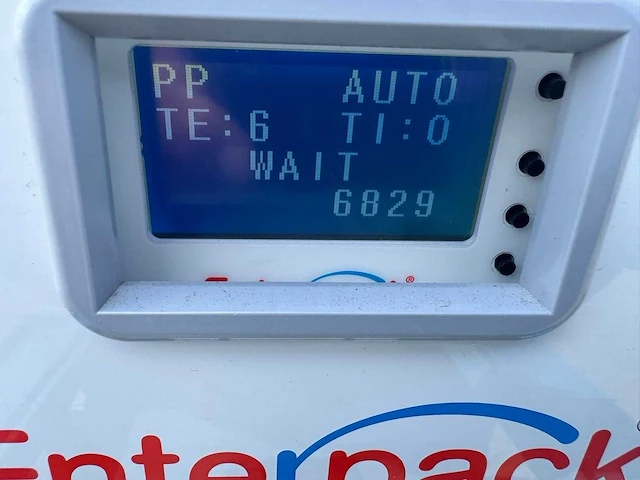 PP AUTO
TE:6 TI:0
WAIT
6829
Enterpack